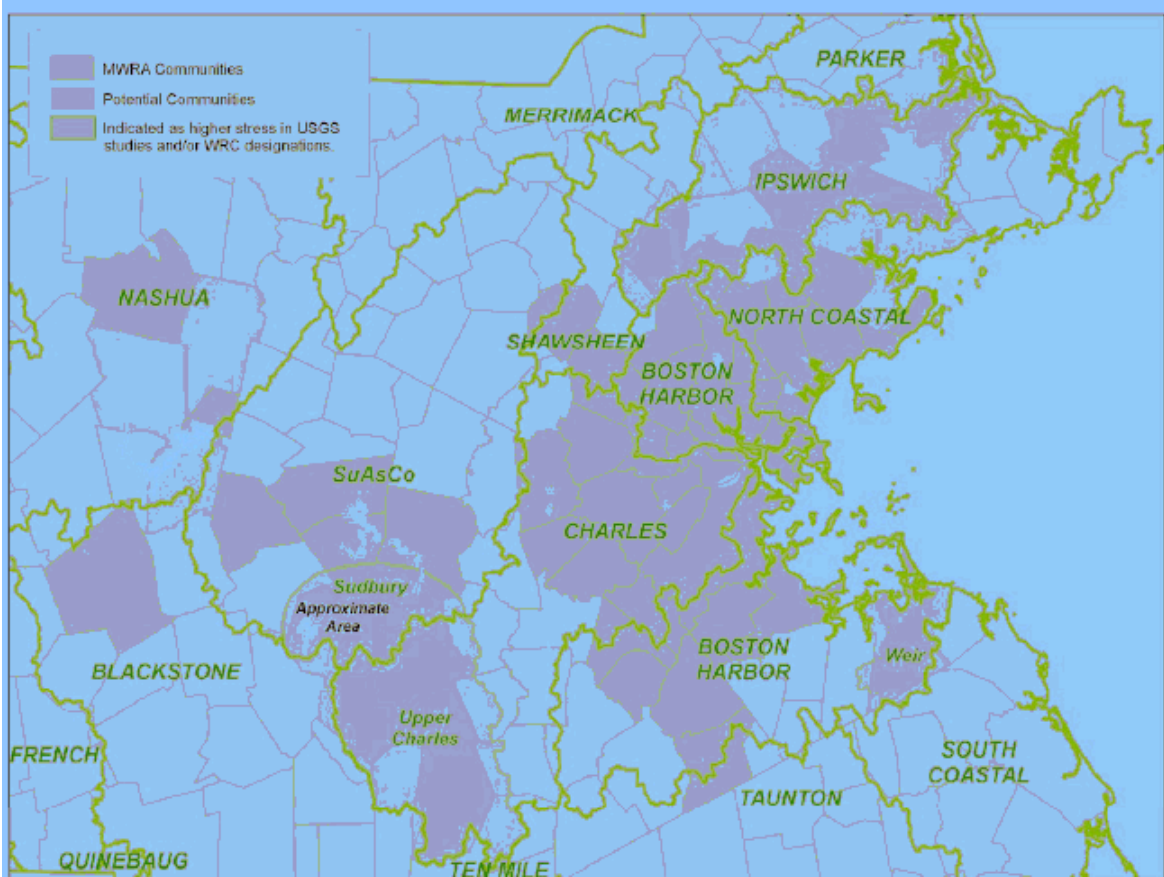 MWRA Communities
Potential Communities
Indicated as higher stress in USGS
studies and/or WRC designations.
PARKER
MERRIMACK
IPSWICH
NASHUA
NORTH COASTAL
SHAWSHEEN
BOSTON
HARBOR
SuAsCo
CHARLES
Sudbury
Approximate
Area
BLACKSTONE
BOSTON
HARBOR
Weir
Upper
Charles
FRENCH
SOUTH
COASTAL
TAUNTON
QUINEBAUG
TEN MILE